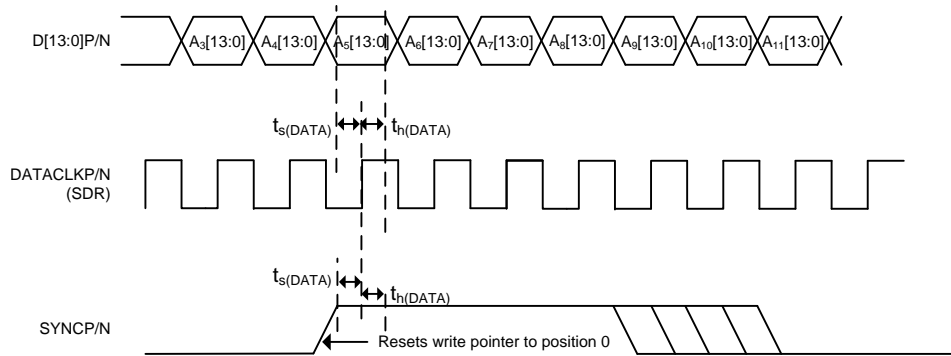 D[13:0]P/N
A₃[13:0] A₄[13:0] A₅[13:0] A₆[13:0] A₇[13:0] A₈[13:0] A₉[13:0] A₁₀[13:0] A₁₁[13:0]
tₛ(DATA) tₕ(DATA)
DATACLKP/N
(SDR)
tₛ(DATA)
tₕ(DATA)
SYNCP/N
Resets write pointer to position 0